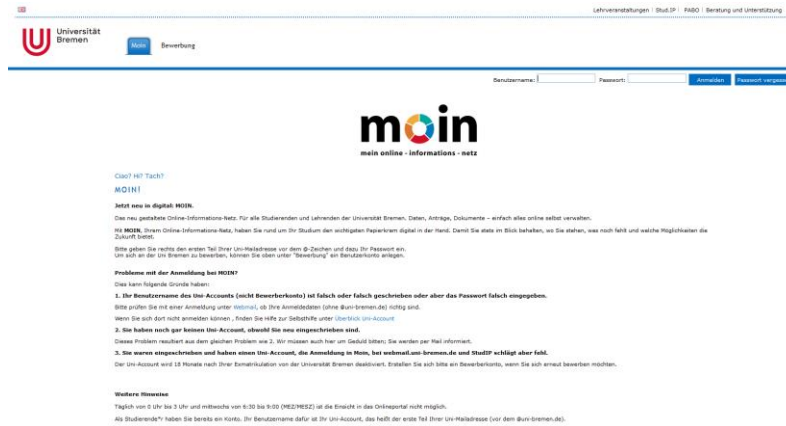 Lehrveranstaltungen | Stud.IP | PABO | Beratung und Unterstützung
Universität
Bremen
Moin Bewerbung
Benutzername: Passwort: Anmelden Passwort vergesse
moin
mein online - informations - netz
Ciao? Hi? Tach?
MOIN!
Jetzt neu in digital: MOIN.
Das neu gestaltete Online-Informations-Netz. Für alle Studierenden und Lehrenden der Universität Bremen. Daten, Anträge, Dokumente – einfach alles online selbst verwalten.
Mit MOIN, Ihrem Online-Informations-Netz, haben Sie rund um Ihr Studium den wichtigsten Papierkram digital in der Hand. Damit Sie stets im Blick behalten, wo Sie stehen, was noch fehlt und welche Möglichkeiten die
Zukunft bietet.
Bitte geben Sie rechts den ersten Teil Ihrer Uni-Mailadresse vor dem @-Zeichen und dazu Ihr Passwort ein.
Um sich an der Uni Bremen zu bewerben, können Sie oben unter "Bewerbung" ein Benutzerkonto anlegen.
Probleme mit der Anmeldung bei MOIN?
Dies kann folgende Gründe haben:
1. Ihr Benutzername des Uni-Accounts (nicht Bewerberkonto) ist falsch oder falsch geschrieben oder aber das Passwort falsch eingegeben.
Bitte prüfen Sie mit einer Anmeldung unter Webmail, ob Ihre Anmeldedaten (ohne @uni-bremen.de) richtig sind.
Wenn Sie sich dort nicht anmelden können , finden Sie Hilfe zur Selbsthilfe unter Überblick Uni-Account
2. Sie haben noch gar keinen Uni-Account, obwohl Sie neu eingeschrieben sind.
Dieses Problem resultiert aus dem gleichen Problem wie 2. Wir müssen auch hier um Geduld bitten; Sie werden per Mail informiert.
3. Sie waren eingeschrieben und haben einen Uni-Account, die Anmeldung in Moin, bei webmail.uni-bremen.de und StudIP schlägt aber fehl.
Der Uni-Account wird 18 Monate nach Ihrer Exmatrikulation von der Universität Bremen deaktiviert. Erstellen Sie sich bitte ein Bewerberkonto, wenn Sie sich erneut bewerben möchten.
Weitere Hinweise
Täglich von 0 Uhr bis 3 Uhr und mittwochs von 6:30 bis 9:00 (MEZ/MESZ) ist die Einsicht in das Onlineportal nicht möglich.
Als Studierende*r haben Sie bereits ein Konto. Ihr Benutzername dafür ist Ihr Uni-Account, das heißt der erste Teil Ihrer Uni-Mailadresse (vor dem @uni-bremen.de).